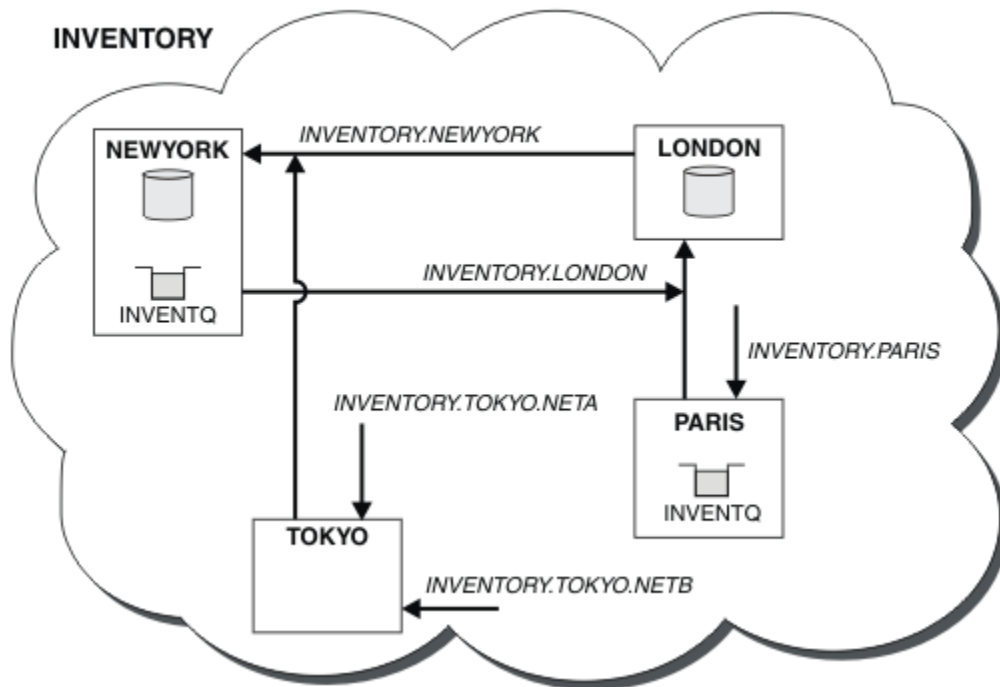 INVENTORY
INVENTORY.NEWYORK
NEWYORK
LONDON
INVENTORY.LONDON
INVENTQ
INVENTORY.PARIS
INVENTORY.TOKYO.NETA
PARIS
INVENTQ
TOKYO
INVENTORY.TOKYO.NETB